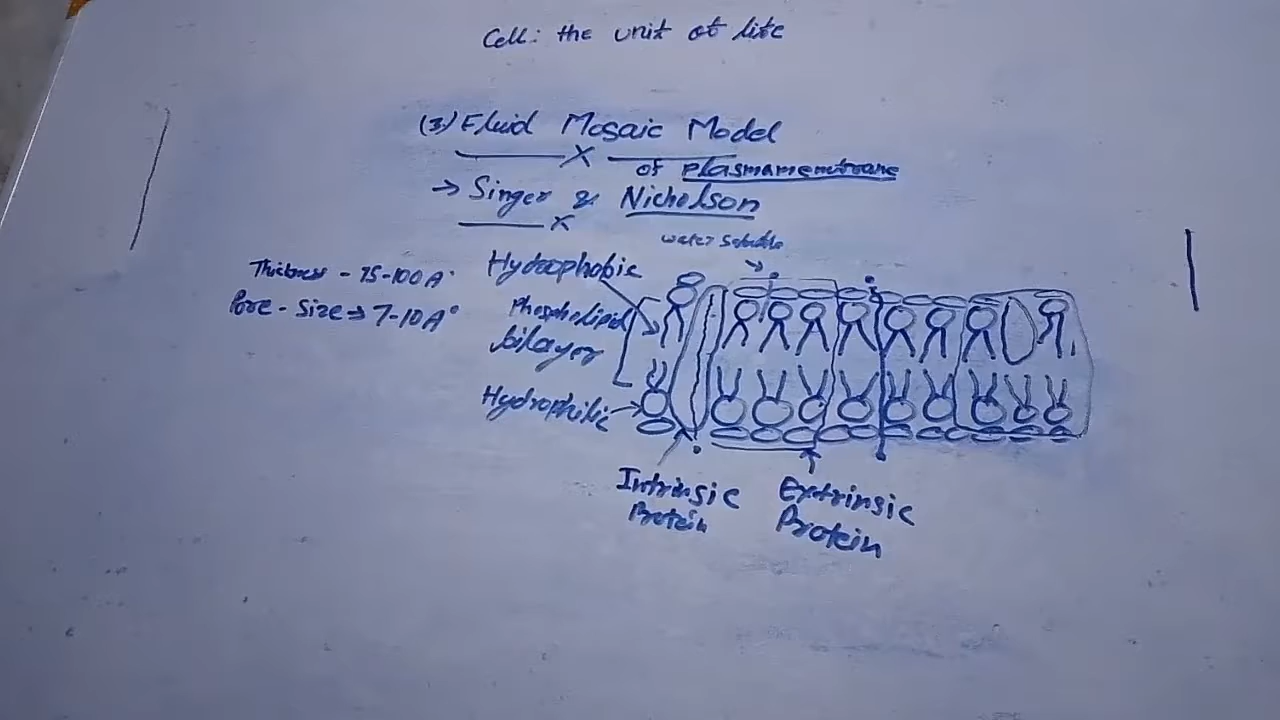 Cell: the unit of life
(3) Fluid Mosaic Model
of plasmamembrane
→ Singer & Nicholson
water soluble
Thickness - 75-100 A°
Pore - Size → 7-10 A°
Hydrophobic
Phospholipid
bilayer
Hydrophilic
Intrinsic
Protein
Extrinsic
Protein